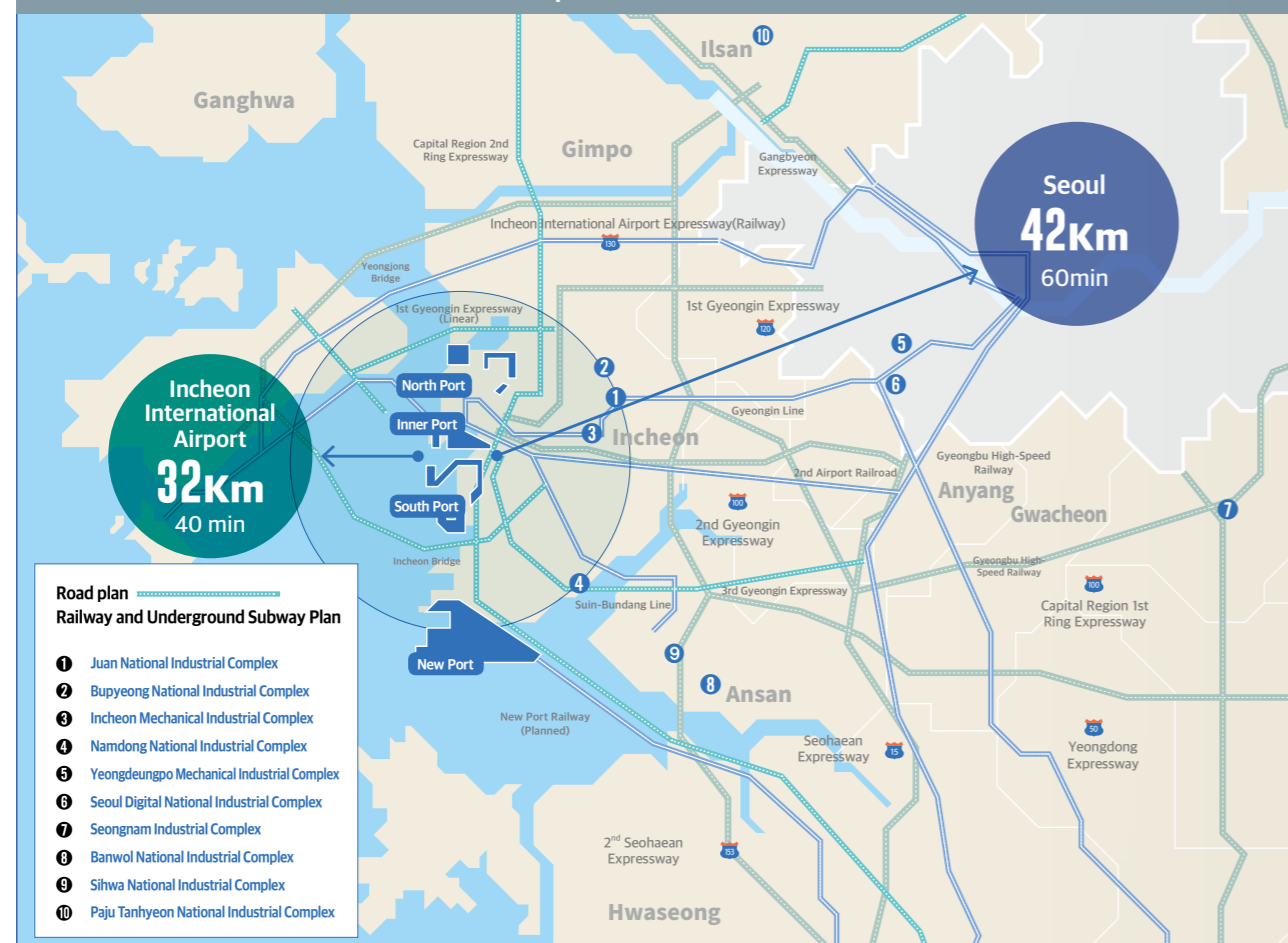 Ilsan
10
Ganghwa
Capital Region 2nd
Ring Expressway
Gimpo
Gangbyeon
Expressway
Seoul
42Km
60min
Incheon International Airport Expressway(Railway)
130
Yeongjong
Bridge
1st Gyeongin Expressway
(Linear)
1st Gyeongin Expressway
120
5
2
North Port
1
6
Incheon
International
Airport
32Km
40 min
Inner Port
3
Incheon
Gyeongin Line
2nd Airport Railroad
Gyeongbu High-Speed
Railway
Anyang
Gwacheon
South Port
100
2nd Gyeongin
Expressway
7
Incheon Bridge
Gyeongbu High-
Speed Railway
4
Suin-Bundang Line
3rd Gyeongin Expressway
100
Capital Region 1st
Ring Expressway
New Port
9
8
Ansan
New Port Railway
(Planned)
Seohaean
Expressway
15
50
Yeongdong
Expressway
2nd Seohaean
Expressway
153
Hwaseong
Road plan
Railway and Underground Subway Plan
1 Juan National Industrial Complex
2 Bupyeong National Industrial Complex
3 Incheon Mechanical Industrial Complex
4 Namdong National Industrial Complex
5 Yeongdeungpo Mechanical Industrial Complex
6 Seoul Digital National Industrial Complex
7 Seongnam Industrial Complex
8 Banwol National Industrial Complex
9 Sihwa National Industrial Complex
10 Paju Tanhyeon National Industrial Complex